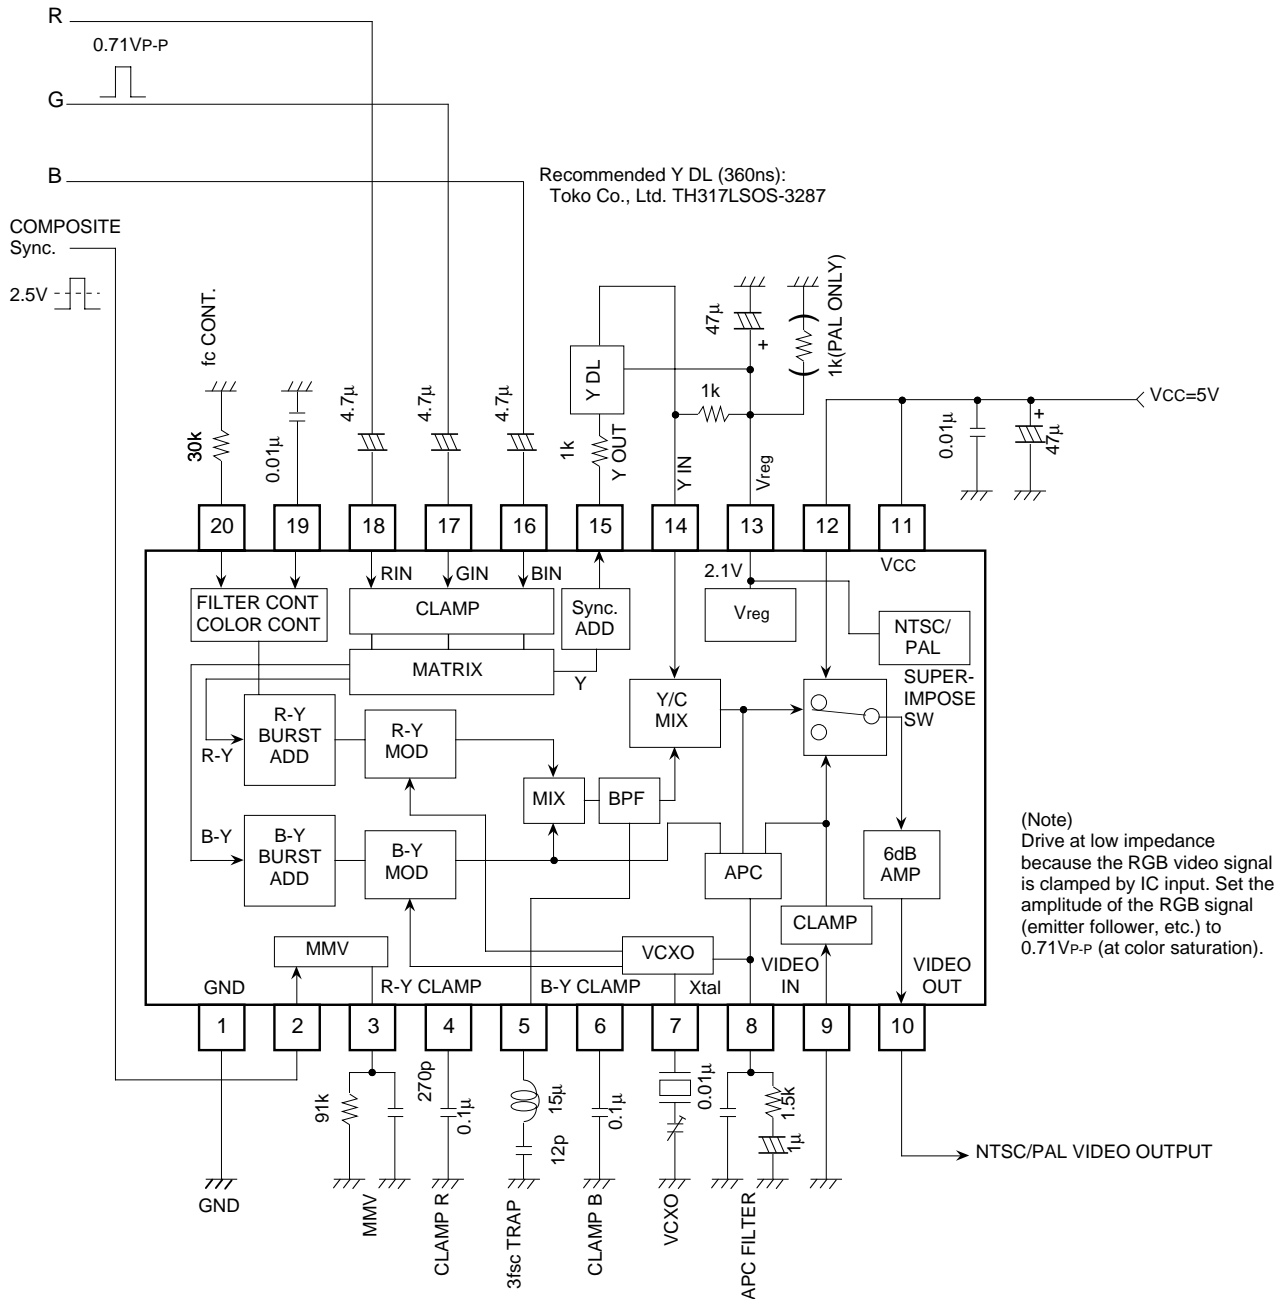 R
0.71VP-P
G
B
Recommended Y DL (360ns):
Toko Co., Ltd. TH317LSOS-3287
COMPOSITE
Sync.
2.5V
fc CONT.
30k
0.01µ
4.7µ
4.7µ
4.7µ
Y DL
1k
Y OUT
1k
Y IN
47µ
+
Vreg
1k(PAL ONLY)
VCC=5V
0.01µ
+
47µ
20
19
18
17
16
15
14
13
12
11
RIN
GIN
BIN
2.1V
VCC
FILTER CONT
COLOR CONT
CLAMP
Sync.
ADD
Vreg
NTSC/
PAL
MATRIX
Y
Y/C
MIX
SUPER-
IMPOSE
SW
R-Y
R-Y
BURST
ADD
R-Y
MOD
MIX
BPF
B-Y
B-Y
BURST
ADD
B-Y
MOD
APC
6dB
AMP
CLAMP
MMV
VCXO
GND
R-Y CLAMP
B-Y CLAMP
Xtal
VIDEO
IN
VIDEO
OUT
(Note)
Drive at low impedance
because the RGB video signal
is clamped by IC input. Set the
amplitude of the RGB signal
(emitter follower, etc.) to
0.71VP-P (at color saturation).
1
2
3
4
5
6
7
8
9
10
91k
270p
0.1µ
15µ
12p
0.1µ
0.01µ
1.5k
1µ
GND
MMV
CLAMP R
3fsc TRAP
CLAMP B
VCXO
APC FILTER
NTSC/PAL VIDEO OUTPUT